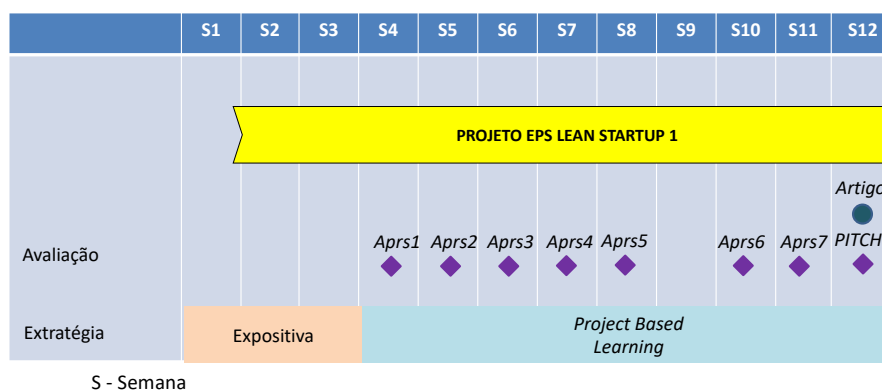 S1 S2 S3 S4 S5 S6 S7 S8 S9 S10 S11 S12
PROJETO EPS LEAN STARTUP 1
Artigo
Avaliação
Aprs1 Aprs2 Aprs3 Aprs4 Aprs5 Aprs6 Aprs7 PITCH
Extratégia
Expositiva
Project Based
Learning
S - Semana